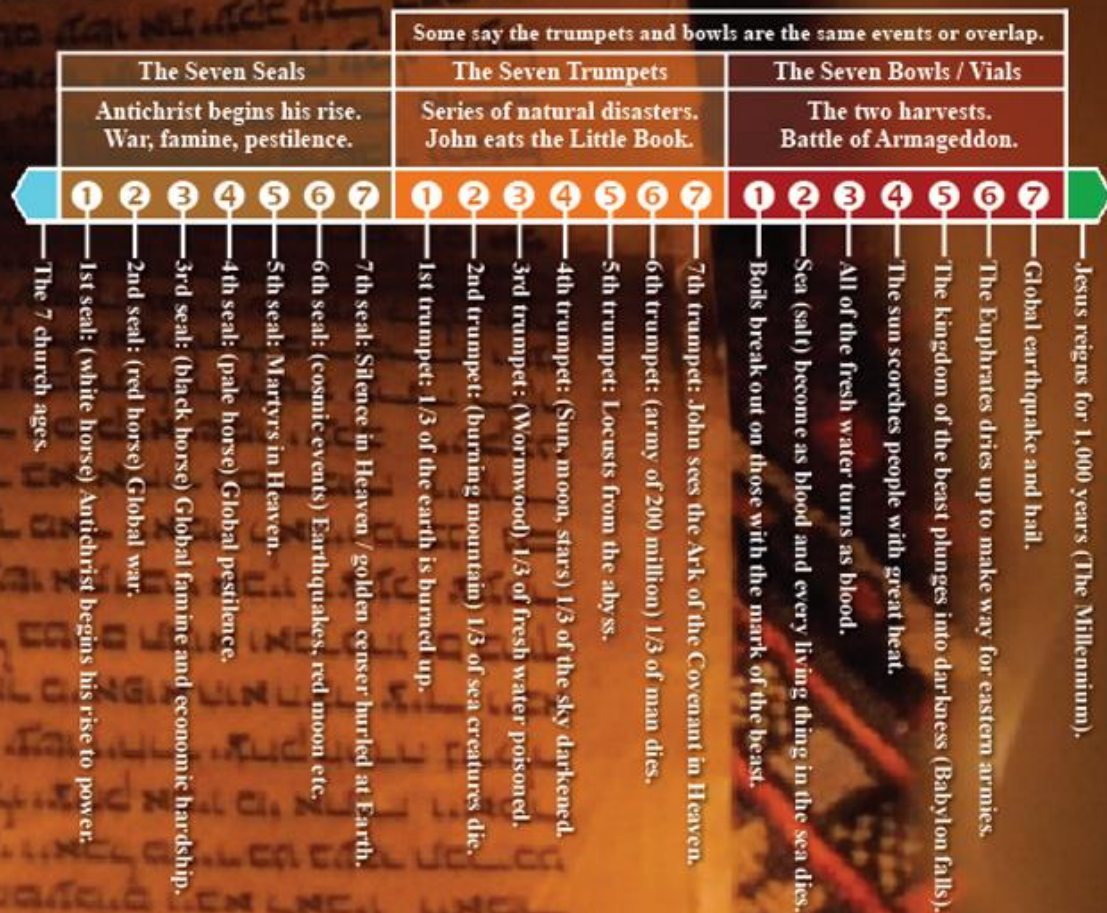 Some say the trumpets and bowls are the same events or overlap.
The Seven Seals
Antichrist begins his rise.
War, famine, pestilence.
The Seven Trumpets
Series of natural disasters.
John eats the Little Book.
The Seven Bowls / Vials
The two harvests.
Battle of Armageddon.
1 2 3 4 5 6 7 1 2 3 4 5 6 7 1 2 3 4 5 6 7
The 7 church ages.
1st seal: (white horse) Antichrist begins his rise to power.
2nd seal: (red horse) Global war.
3rd seal: (black horse) Global famine and economic hardship.
4th seal: (pale horse) Global pestilence.
5th seal: Martyrs in Heaven.
6th seal: (cosmic events) Earthquakes, red moon etc.
7th seal: Silence in Heaven / golden censer hurled at Earth.
1st trumpet: 1/3 of the earth is burned up.
2nd trumpet: (burning mountain) 1/3 of sea creatures die.
3rd trumpet: (Wormwood) 1/3 of fresh water poisoned.
4th trumpet: (Sun, moon, stars) 1/3 of the sky darkened.
5th trumpet: Locusts from the abyss.
6th trumpet: (army of 200 million) 1/3 of man dies.
7th trumpet: John sees the Ark of the Covenant in Heaven.
Boils break out on those with the mark of the beast.
Sea (salt) become as blood and every living thing in the sea dies.
All of the fresh water turns as blood.
The sun scorches people with great heat.
The kingdom of the beast plunges into darkness (Babylon falls).
The Euphrates dries up to make way for eastern armies.
Global earthquake and hail.
Jesus reigns for 1,000 years (The Millennium).